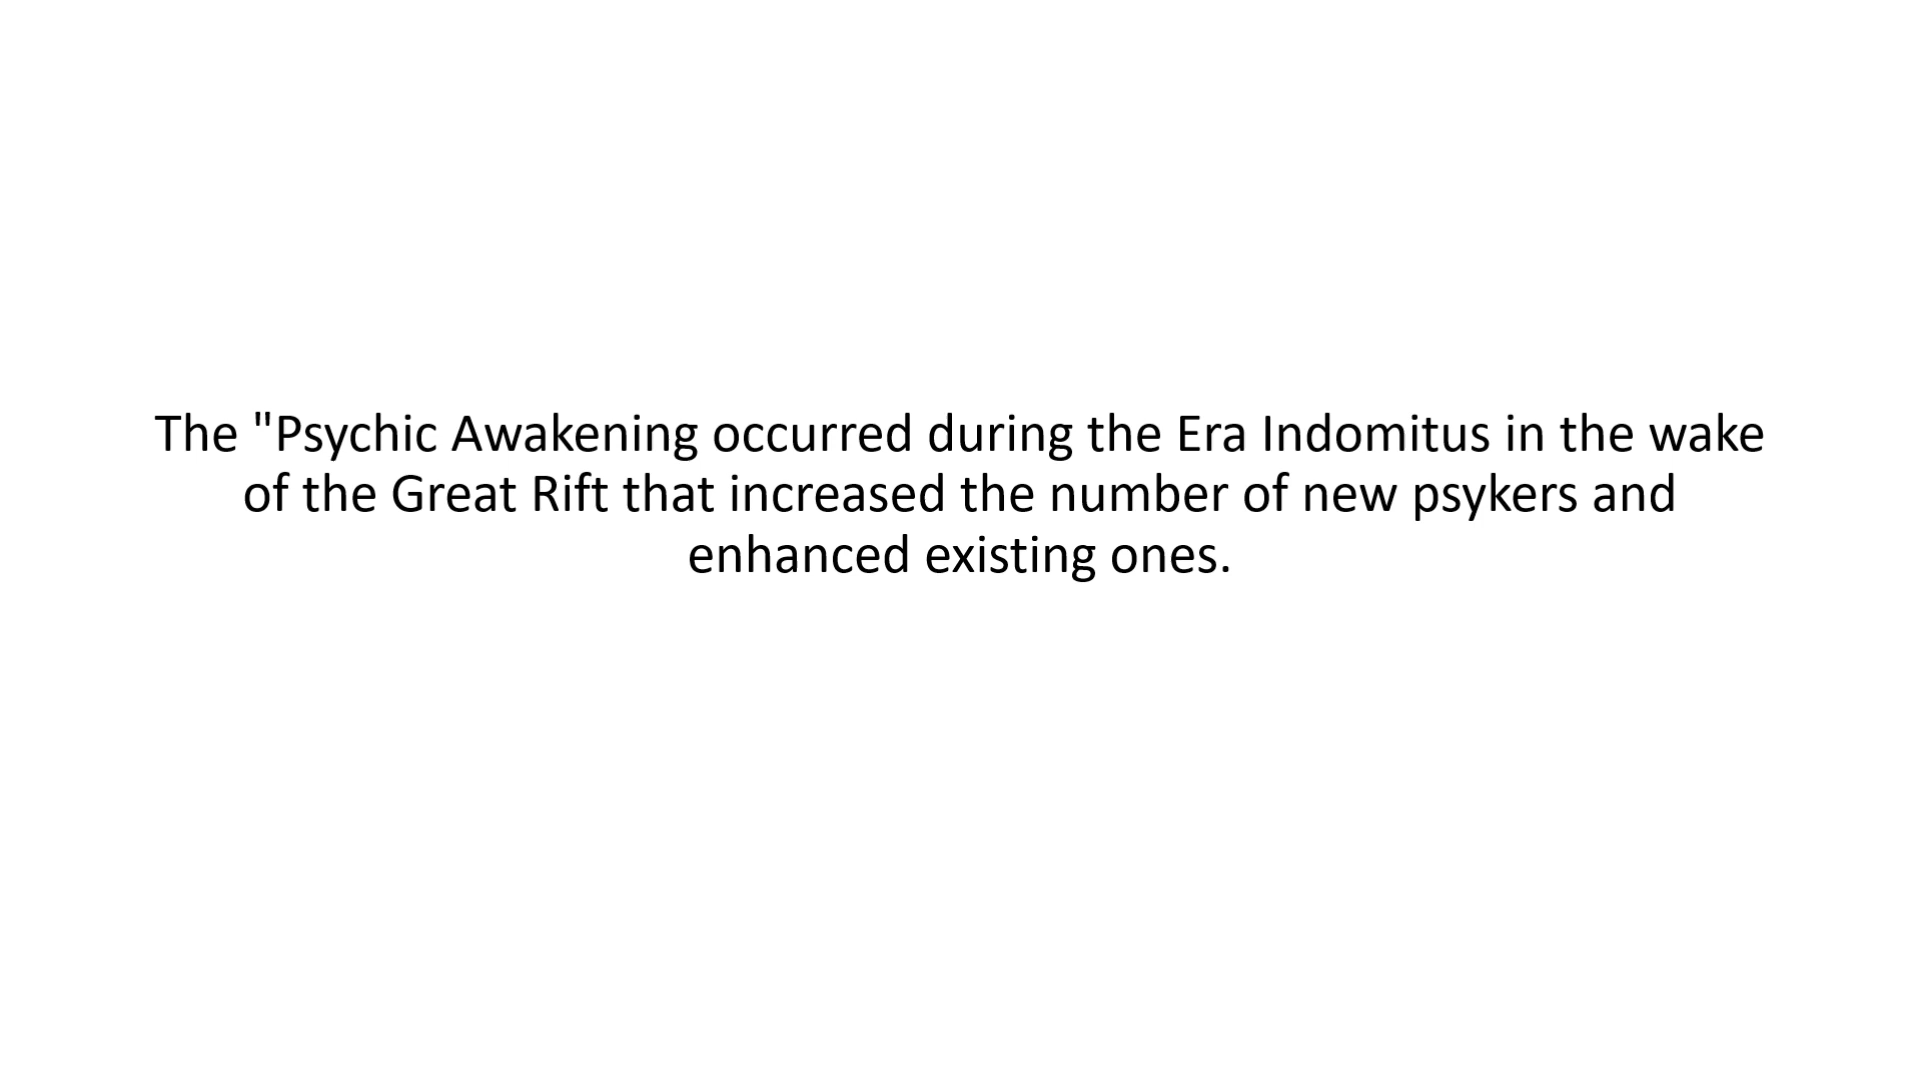 The "Psychic Awakening occurred during the Era Indomitus in the wake
of the Great Rift that increased the number of new psykers and
enhanced existing ones.